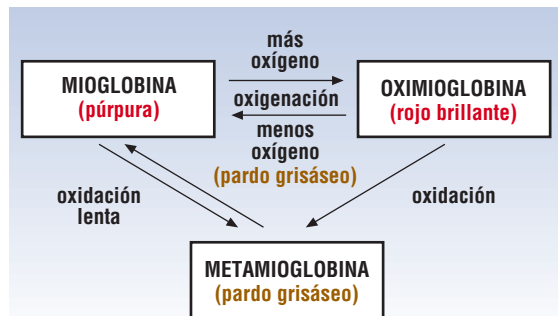 más
oxígeno
MIOGLOBINA
(púrpura)
oxigenación
OXIMIOGLOBINA
(rojo brillante)
menos
oxígeno
(pardo grisáseo)
oxidación
lenta
oxidación
METAMIOGLOBINA
(pardo grisáseo)